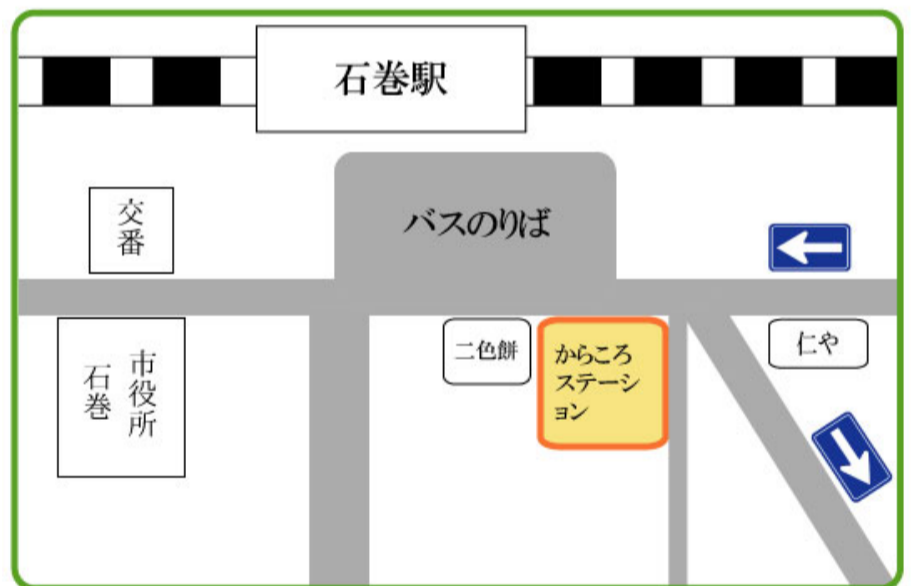 石巻駅
バスのりば
交番
二色餅
からころ
ステーシ
ョン
仁や
市役所
石巻